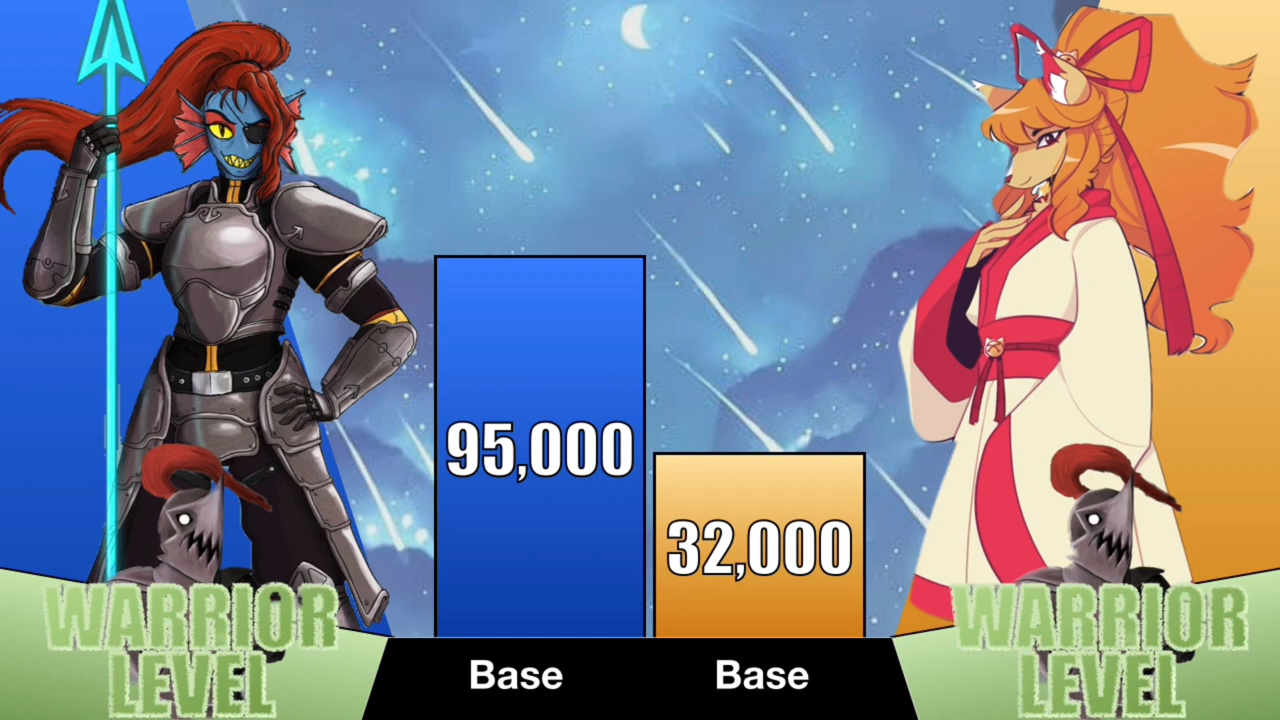 95,000
32,000
WARRIOR
LEVEL
Base
Base
WARRIOR
LEVEL